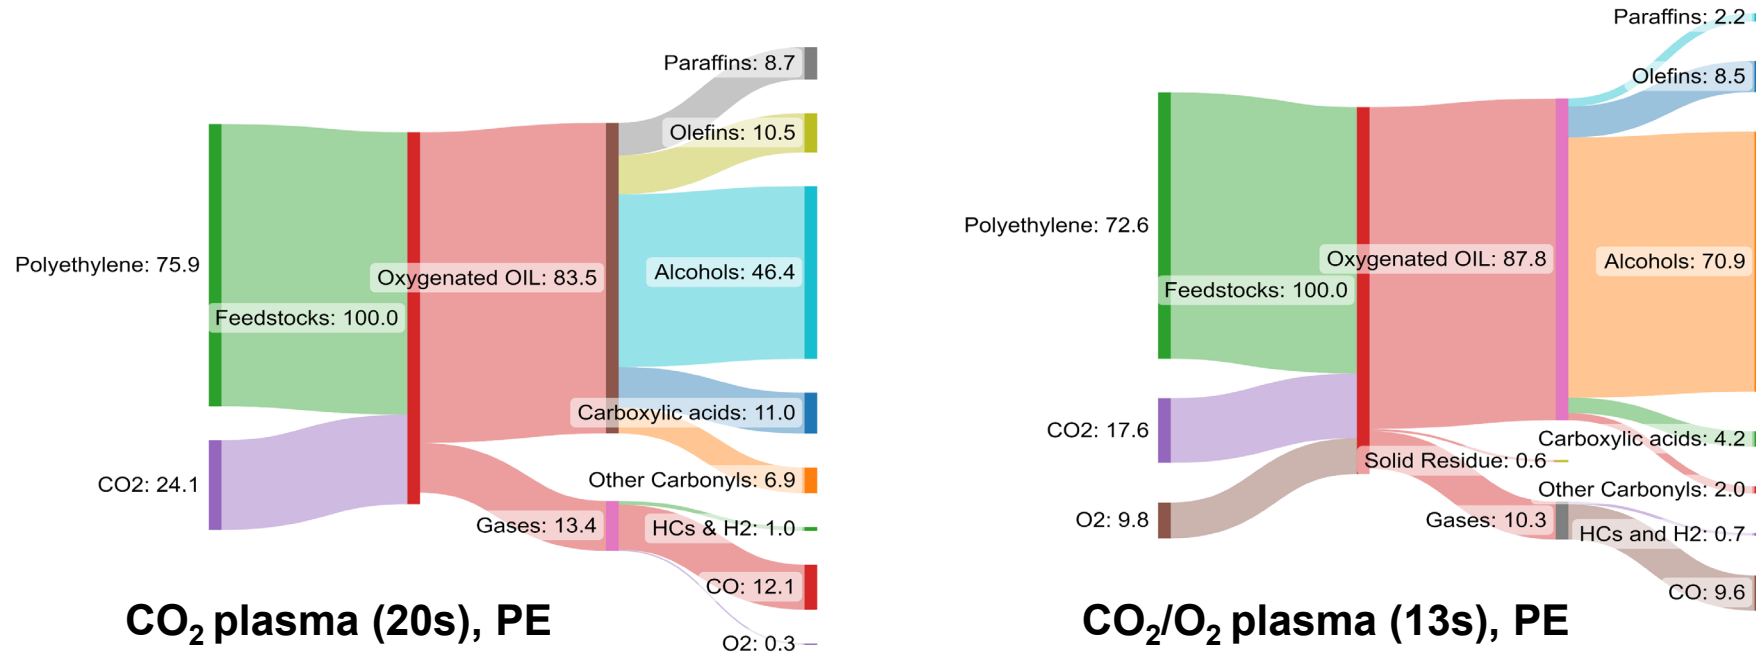 Paraffins: 8.7
Olefins: 10.5
Polyethylene: 75.9
Oxygenated OIL: 83.5
Alcohols: 46.4
Feedstocks: 100.0
Carboxylic acids: 11.0
CO2: 24.1
Other Carbonyls: 6.9
Gases: 13.4
HCs & H2: 1.0
CO: 12.1
O2: 0.3
CO₂ plasma (20s), PE
Paraffins: 2.2
Olefins: 8.5
Polyethylene: 72.6
Oxygenated OIL: 87.8
Alcohols: 70.9
Feedstocks: 100.0
CO2: 17.6
Carboxylic acids: 4.2
Solid Residue: 0.6
Other Carbonyls: 2.0
O2: 9.8
Gases: 10.3
HCs and H2: 0.7
CO: 9.6
CO₂/O₂ plasma (13s), PE